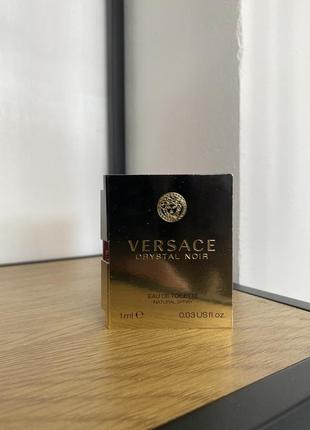 VERSACE
CRYSTAL NOIR
EAU DE TOILETTE
NATURAL SPRAY
1 ml ℮ 0.03 US fl. oz.